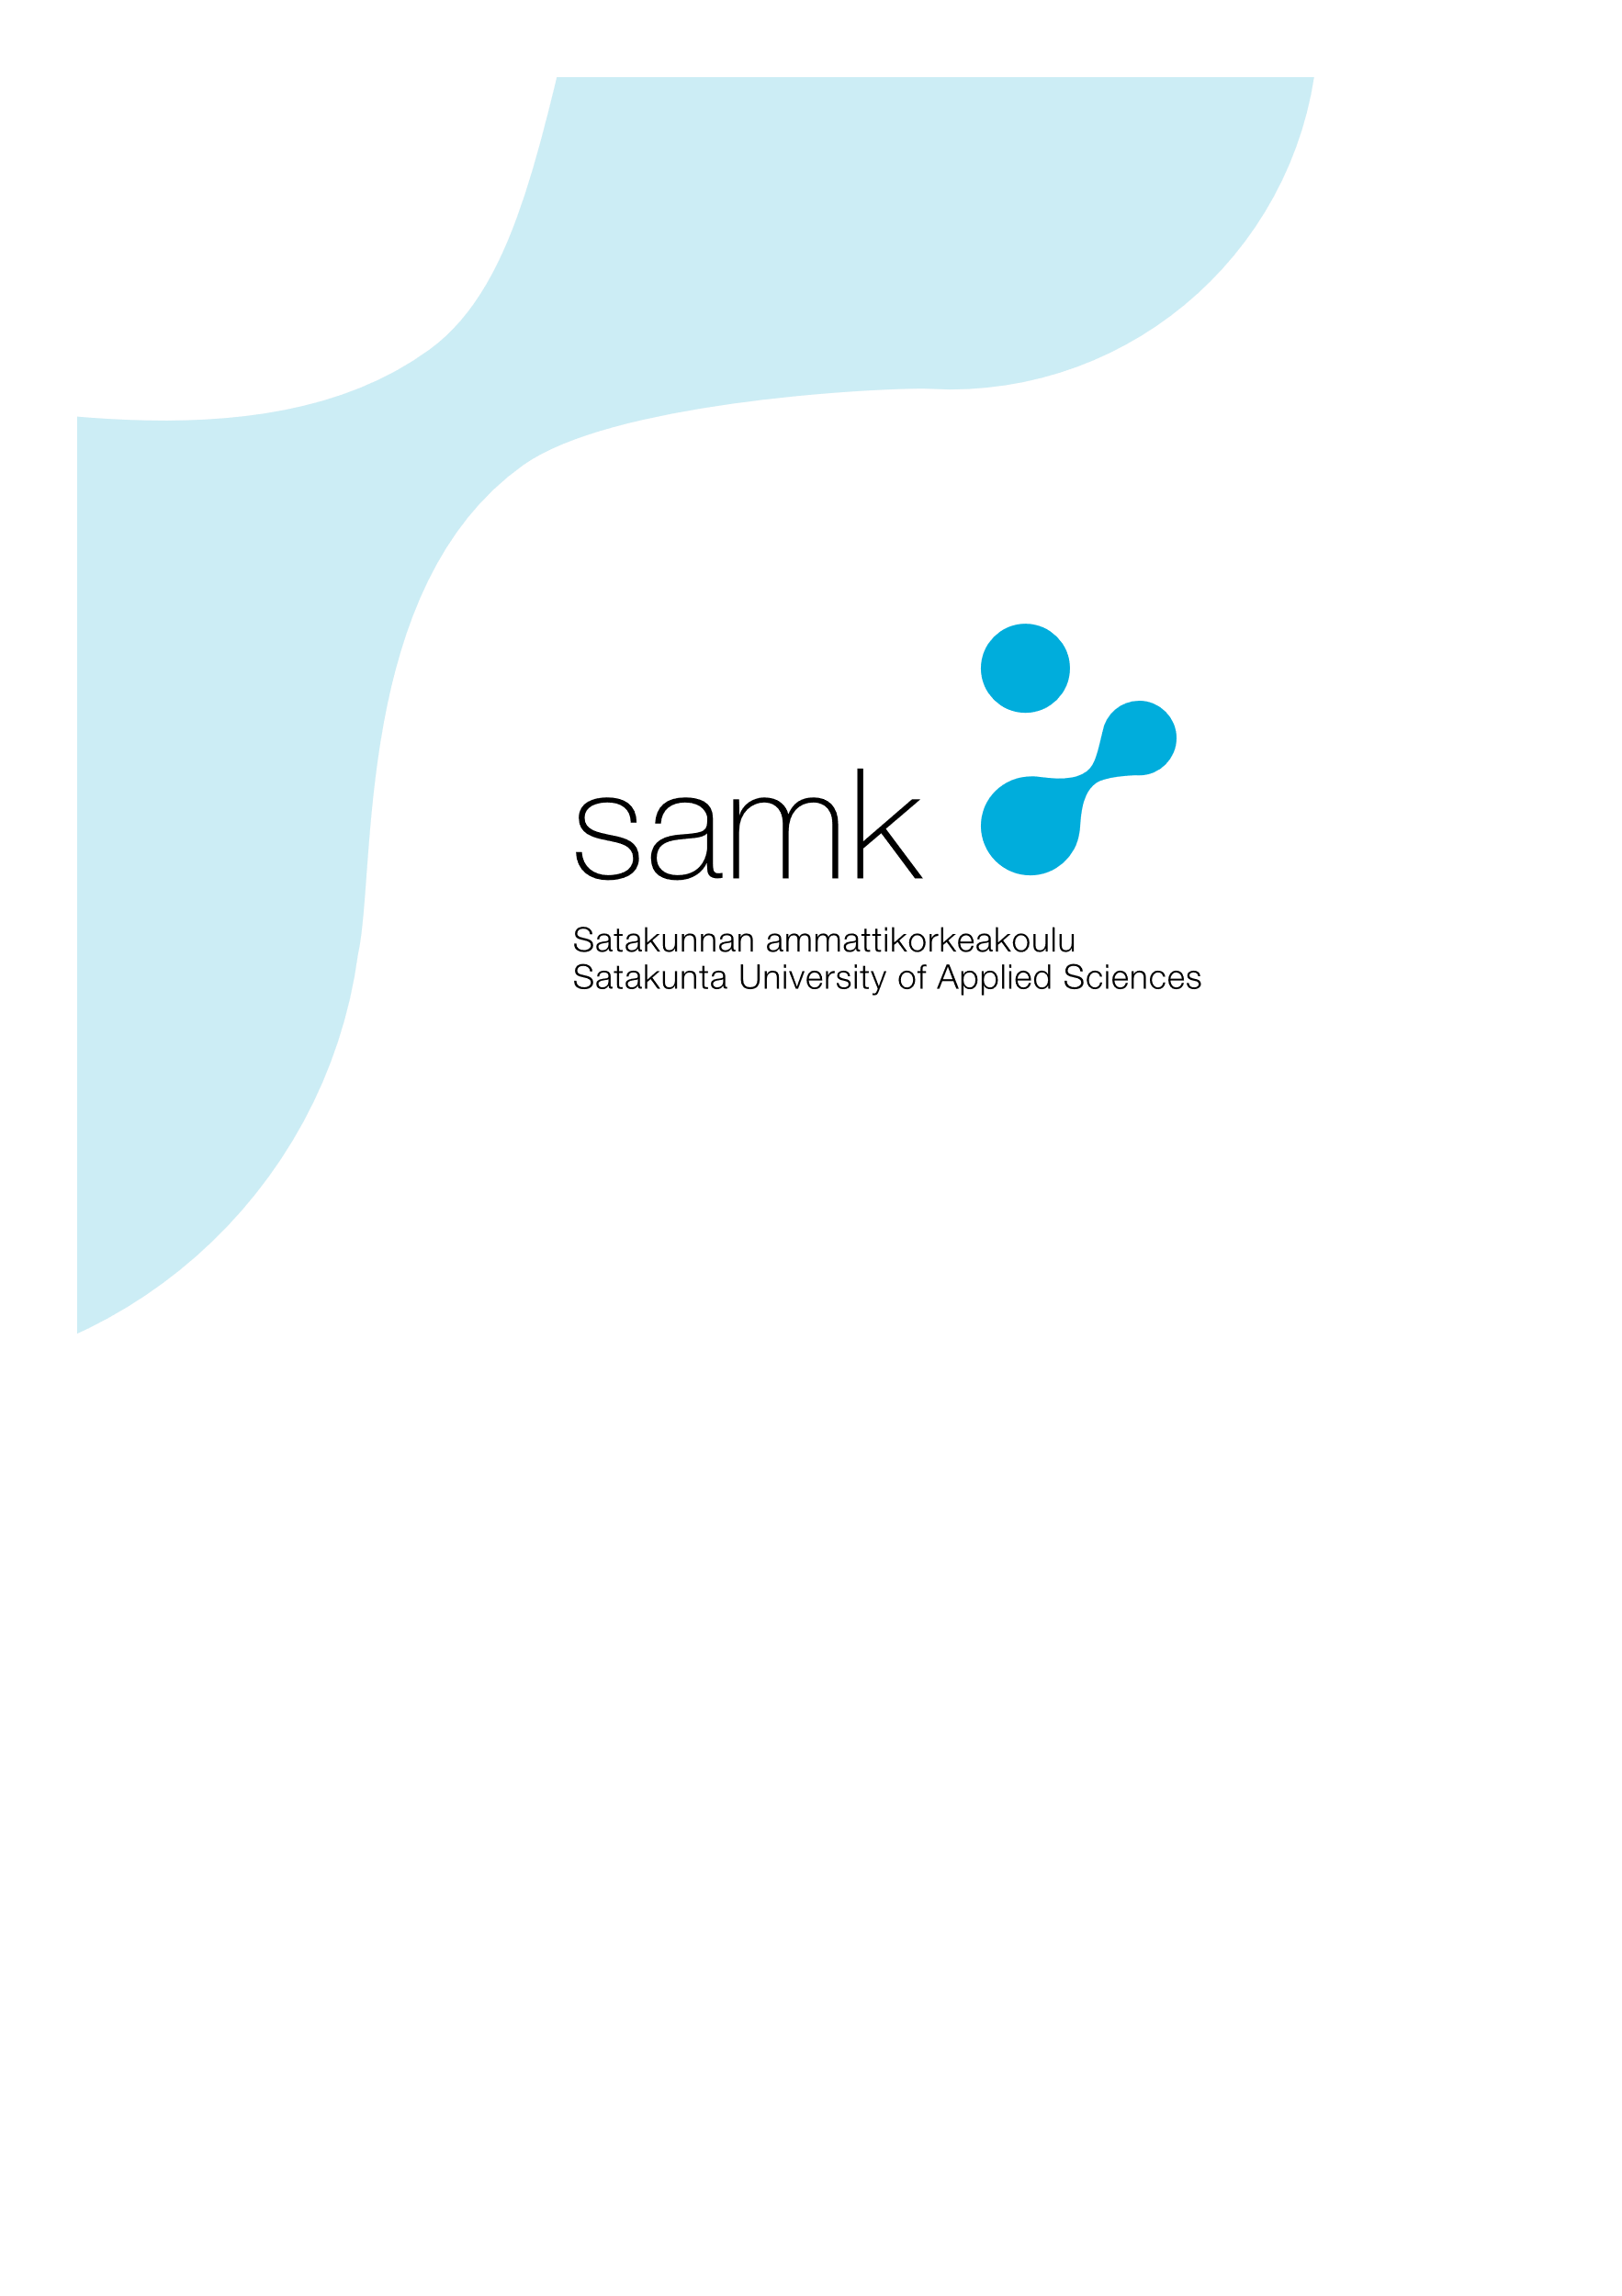 samk
Satakunnan ammattikorkeakoulu
Satakunta University of Applied Sciences